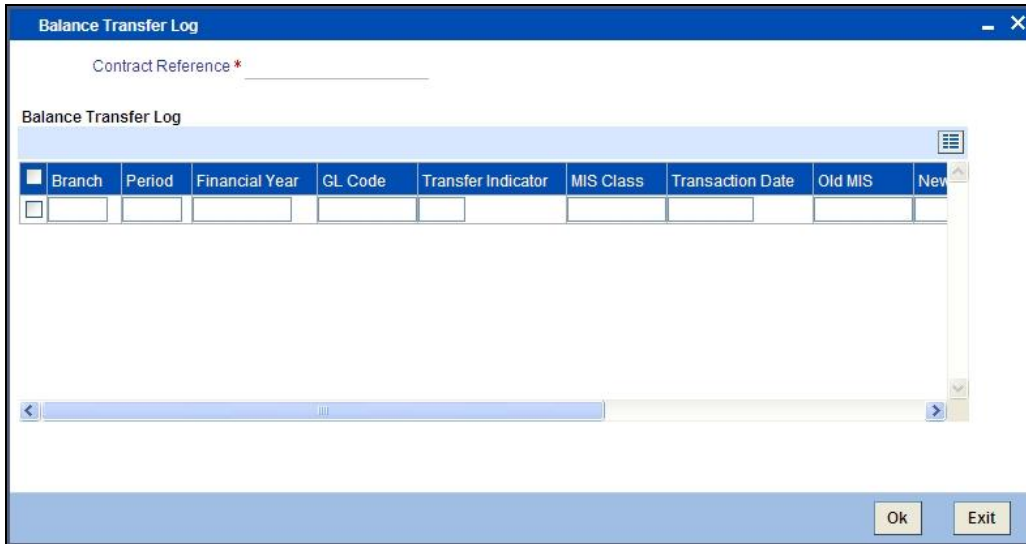 Balance Transfer Log
Contract Reference *
Balance Transfer Log
Branch Period Financial Year GL Code Transfer Indicator MIS Class Transaction Date Old MIS New
Ok Exit